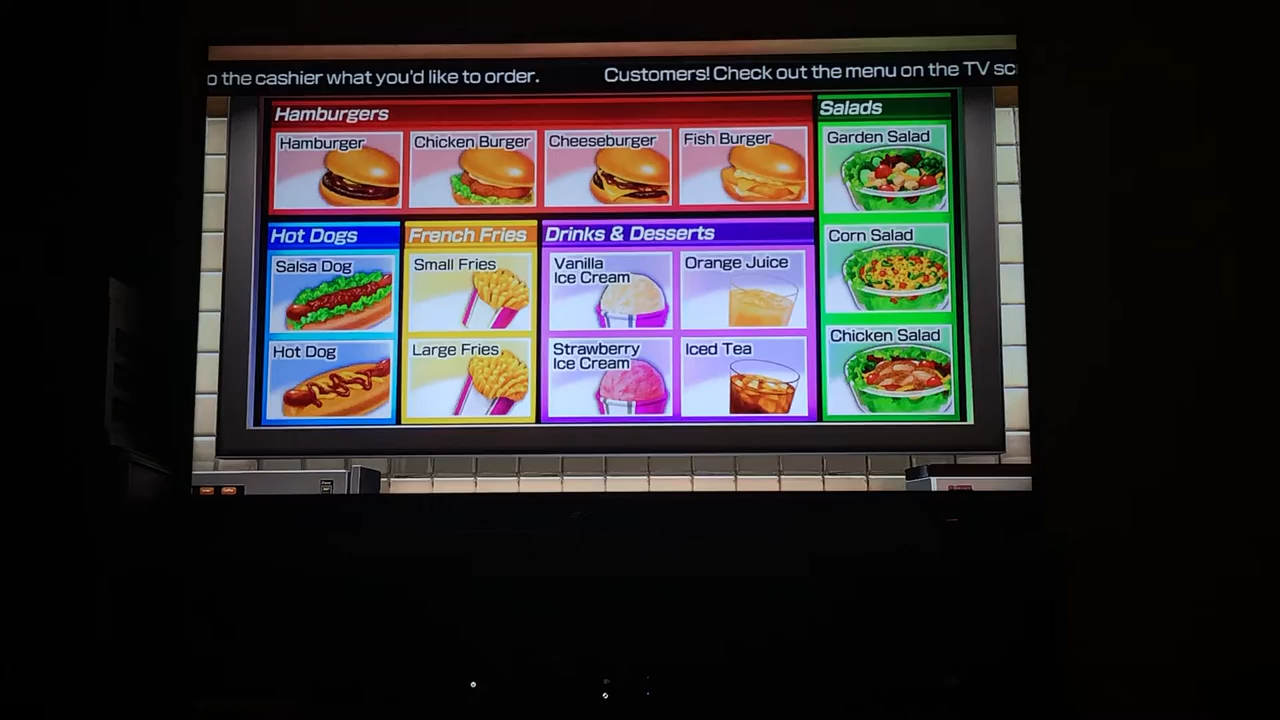 o the cashier what you'd like to order. Customers! Check out the menu on the TV sc
Hamburgers
Hamburger
Chicken Burger
Cheeseburger
Fish Burger
Salads
Garden Salad
Corn Salad
Chicken Salad
Hot Dogs
Salsa Dog
Hot Dog
French Fries
Small Fries
Large Fries
Drinks & Desserts
Vanilla
Ice Cream
Orange Juice
Strawberry
Ice Cream
Iced Tea